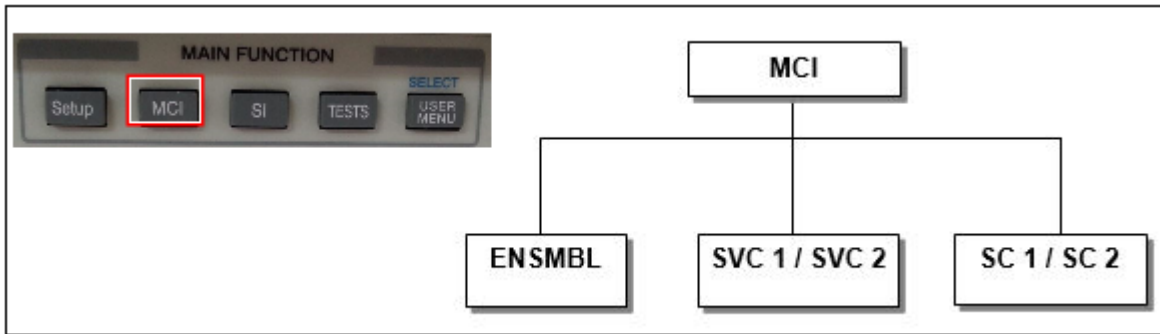 MAIN FUNCTION
SELECT
Setup
MCI
SI
TESTS
USER
MENU
MCI
ENSMBL
SVC 1 / SVC 2
SC 1 / SC 2